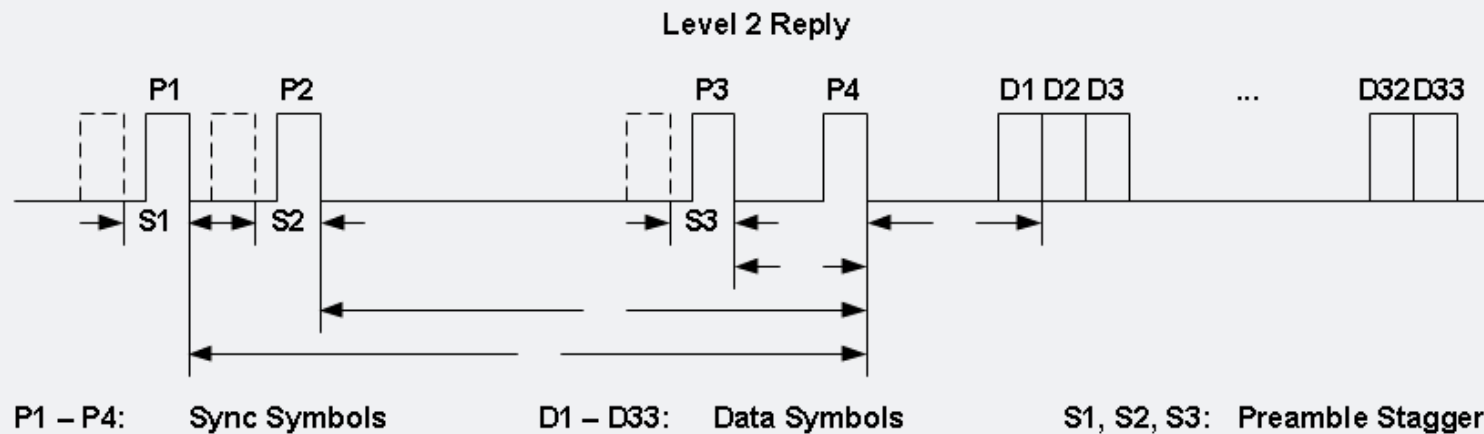 Level 2 Reply
P1 P2 P3 P4 D1 D2 D3 ... D32 D33
S1 S2 S3
P1 – P4: Sync Symbols D1 – D33: Data Symbols S1, S2, S3: Preamble Stagger